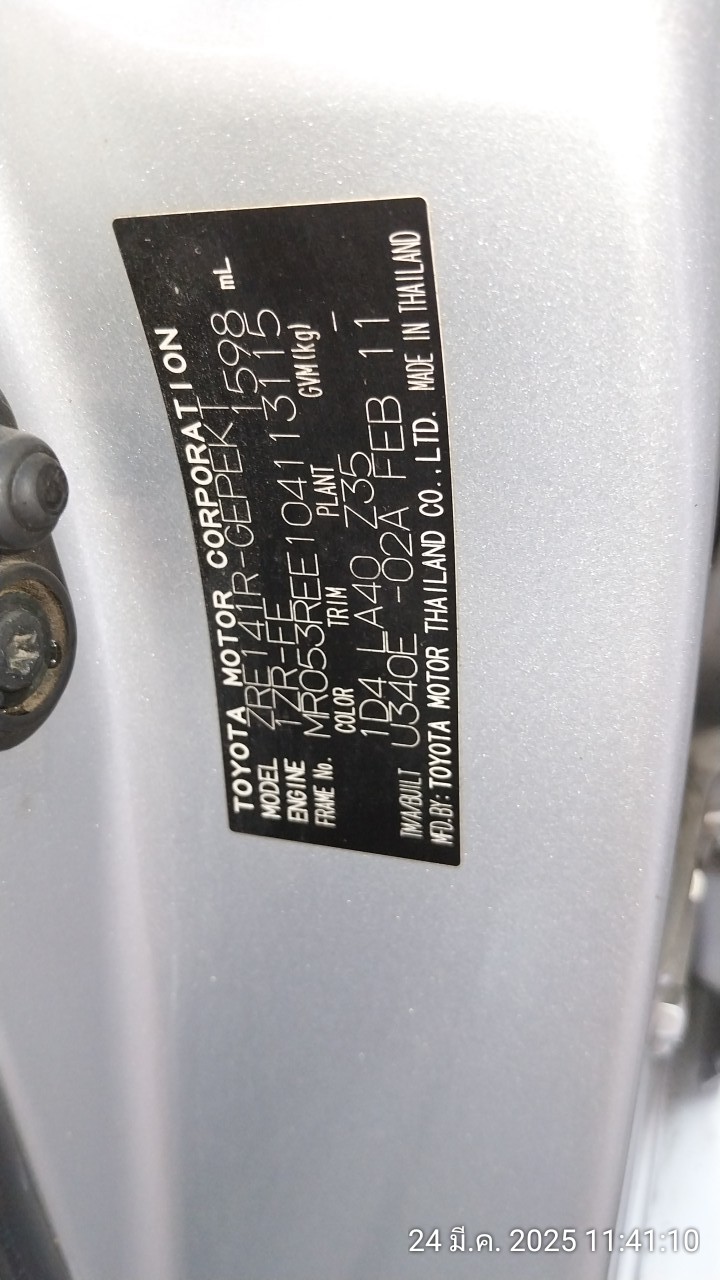 TOYOTA MOTOR CORPORATION
MODEL ZRE141R-GEPEKT 1598 mL
ENGINE 1ZR-FE
FRAME No. MR053REE104113115
COLOR TRIM PLANT GVM(kg)
1D4 LA40 Z35 -
TM/A/BUILT U340E -02A FEB 11
MFD.BY: TOYOTA MOTOR THAILAND CO.,LTD. MADE IN THAILAND
24 มี.ค. 2025 11:41:10